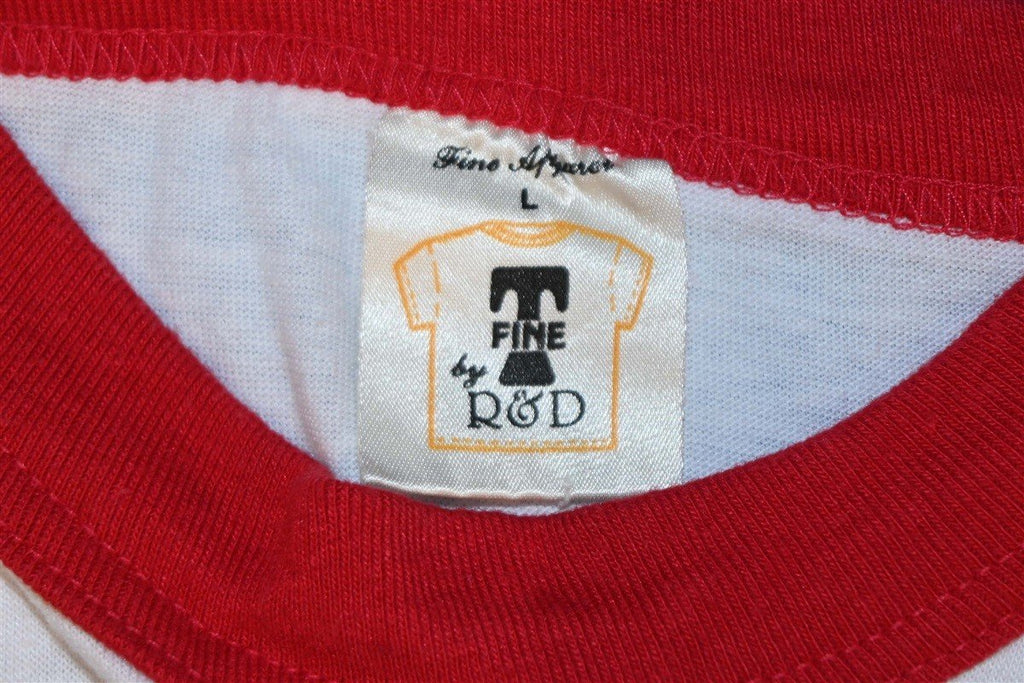 Fine Apparel
L
T
FINE
by
R&D